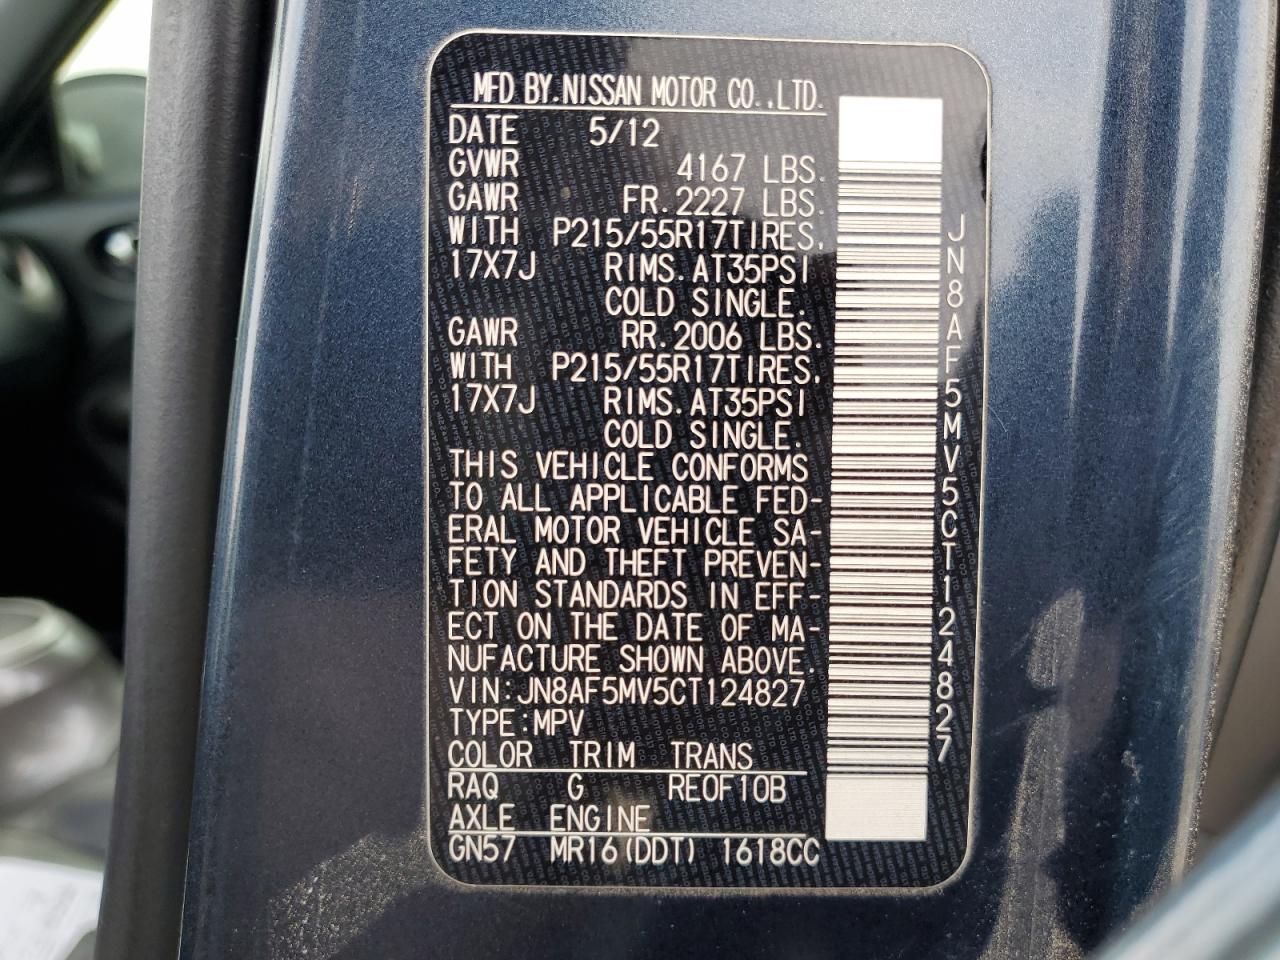 MFD BY.NISSAN MOTOR CO.,LTD.
DATE 5/12
GVWR 4167 LBS.
GAWR FR.2227 LBS.
WITH P215/55R17TIRES,
17X7J RIMS.AT35PSI
COLD SINGLE.
GAWR RR.2006 LBS.
WITH P215/55R17TIRES,
17X7J RIMS.AT35PSI
COLD SINGLE.
THIS VEHICLE CONFORMS
TO ALL APPLICABLE FED-
ERAL MOTOR VEHICLE SA-
FETY AND THEFT PREVEN-
TION STANDARDS IN EFF-
ECT ON THE DATE OF MA-
NUFACTURE SHOWN ABOVE.
VIN:JN8AF5MV5CT124827
TYPE:MPV
COLOR TRIM TRANS
RAQ G RE0F10B
AXLE ENGINE
GN57 MR16(DDT) 1618CC
JN8AF5MV5CT124827